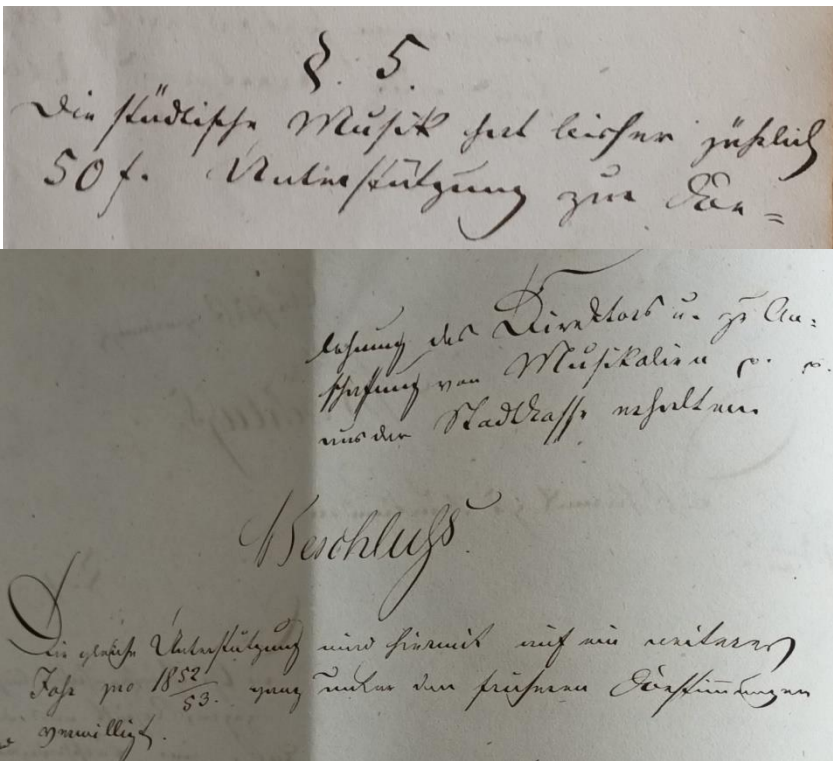 §. 5.
Die städtische Musik hat bisher jährlich
50 f. Unterstützung zur Be=
lohnung des Direktors u. zu An=
schaffung von Musikalien p. p.
aus der Stadtkasse erhalten.
Beschluss.
Die gleiche Unterstützung wird hiermit auf ein weiteres
Jahr pro 1852/53. ganz unter den früheren Bestimmungen
verwilligt.